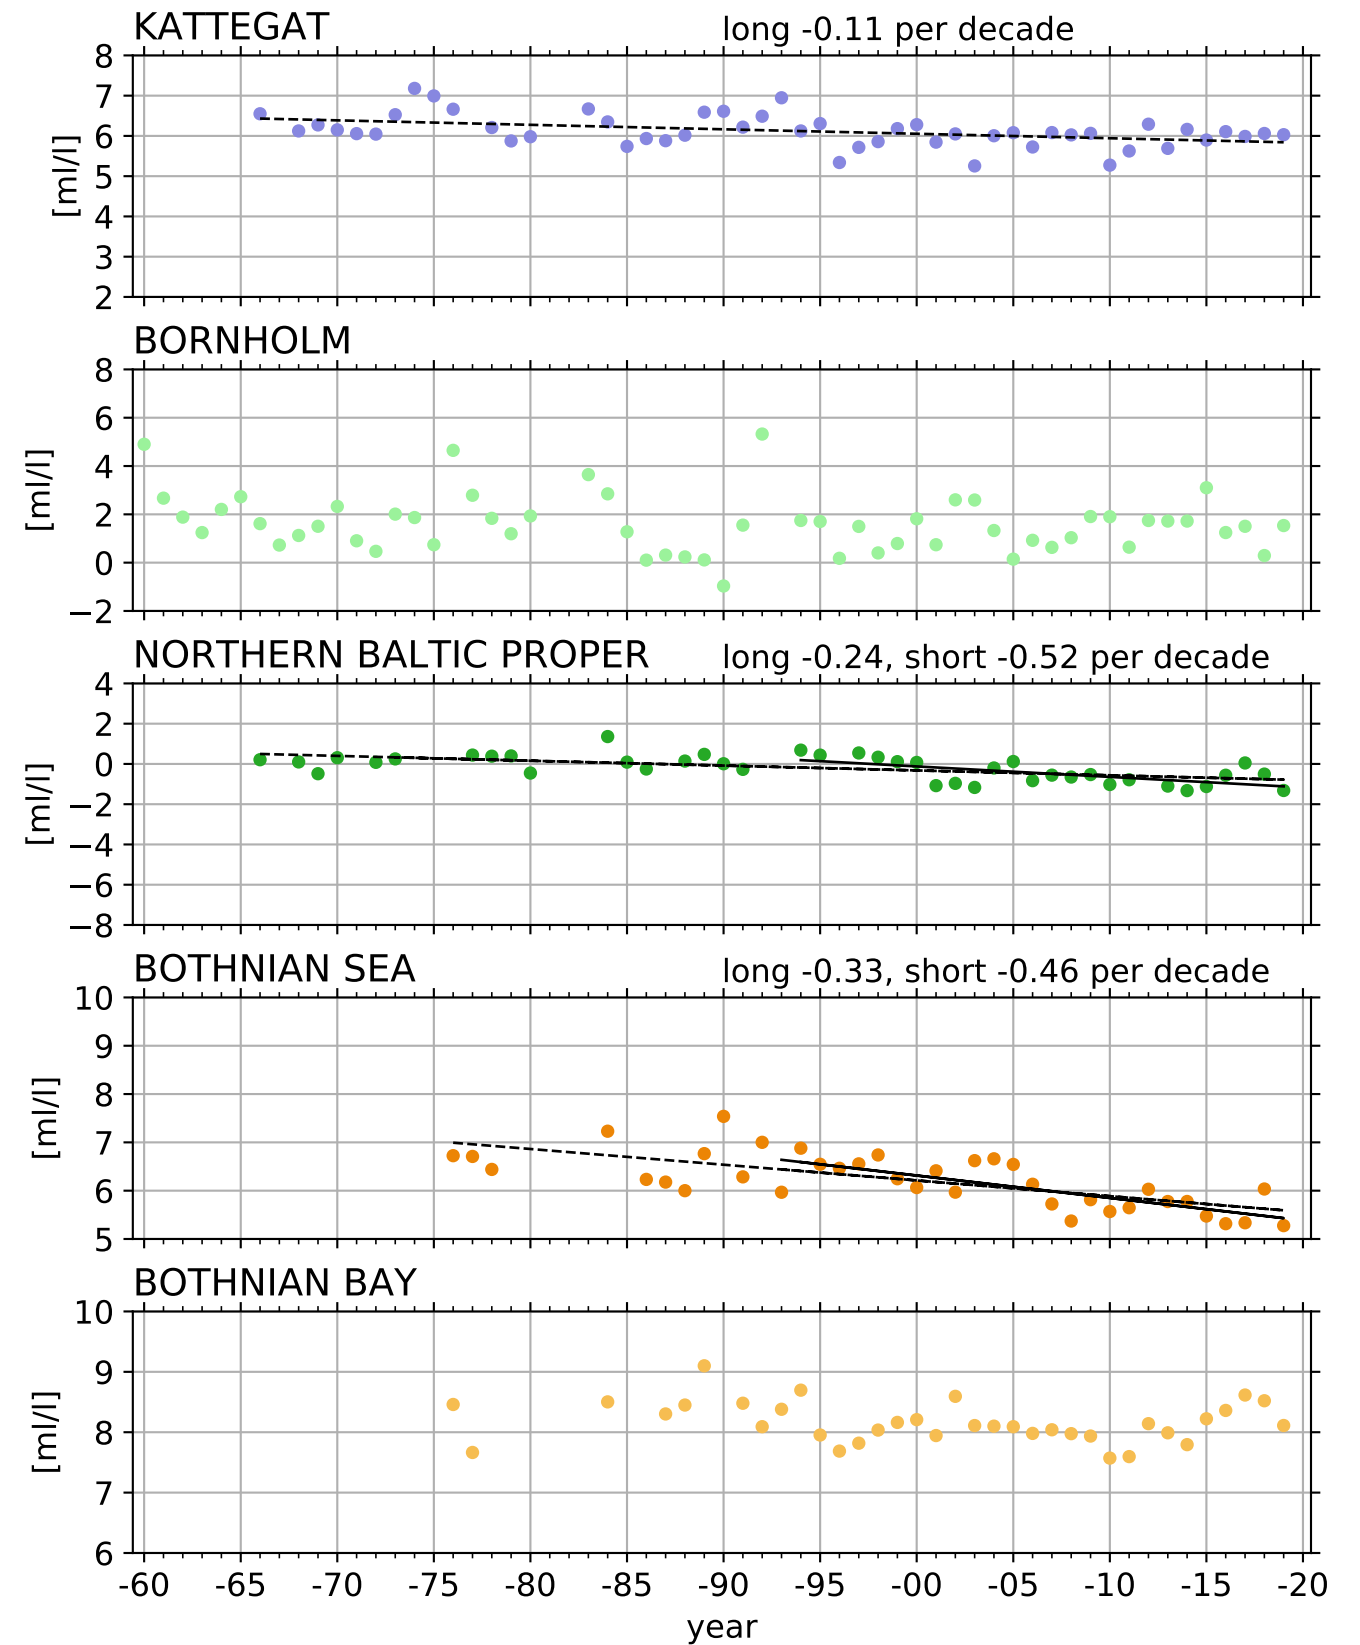 KATTEGAT long -0.11 per decade
8
7
6
5
4
3
2
[ml/l]
BORNHOLM
8
6
4
2
0
−2
[ml/l]
NORTHERN BALTIC PROPER long -0.24, short -0.52 per decade
4
2
0
−2
−4
−6
−8
[ml/l]
BOTHNIAN SEA long -0.33, short -0.46 per decade
10
9
8
7
6
5
[ml/l]
BOTHNIAN BAY
10
9
8
7
6
[ml/l]
-60 -65 -70 -75 -80 -85 -90 -95 -00 -05 -10 -15 -20
year